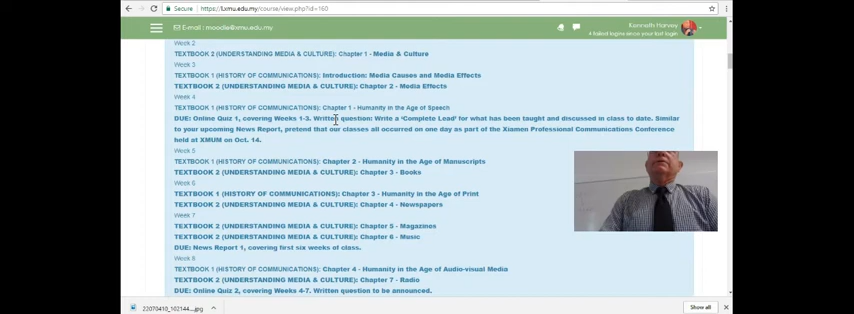 Secure https://l.xmu.edu.my/course/view.php?id=160
E-mail : moodle@xmu.edu.my
Kenneth Harvey
4 Failed logins since your last login
Week 2
TEXTBOOK 2 (UNDERSTANDING MEDIA & CULTURE): Chapter 1 - Media & Culture
Week 3
TEXTBOOK 1 (HISTORY OF COMMUNICATIONS): Introduction: Media Causes and Media Effects
TEXTBOOK 2 (UNDERSTANDING MEDIA & CULTURE): Chapter 2 - Media Effects
Week 4
TEXTBOOK 1 (HISTORY OF COMMUNICATIONS): Chapter 1 - Humanity in the Age of Speech
DUE: Online Quiz 1, covering Weeks 1-3. Written question: Write a 'Complete Lead' for what has been taught and discussed in class to date. Similar
to your upcoming News Report, pretend that our classes all occurred on one day as part of the Xiamen Professional Communications Conference
held at XMUM on Oct. 14.
Week 5
TEXTBOOK 1 (HISTORY OF COMMUNICATIONS): Chapter 2 - Humanity in the Age of Manuscripts
TEXTBOOK 2 (UNDERSTANDING MEDIA & CULTURE): Chapter 3 - Books
Week 6
TEXTBOOK 1 (HISTORY OF COMMUNICATIONS): Chapter 3 - Humanity in the Age of Print
TEXTBOOK 2 (UNDERSTANDING MEDIA & CULTURE): Chapter 4 - Newspapers
Week 7
TEXTBOOK 2 (UNDERSTANDING MEDIA & CULTURE): Chapter 5 - Magazines
TEXTBOOK 2 (UNDERSTANDING MEDIA & CULTURE): Chapter 6 - Music
DUE: News Report 1, covering first six weeks of class.
Week 8
TEXTBOOK 1 (HISTORY OF COMMUNICATIONS): Chapter 4 - Humanity in the Age of Audio-visual Media
TEXTBOOK 2 (UNDERSTANDING MEDIA & CULTURE): Chapter 7 - Radio
DUE: Online Quiz 2, covering Weeks 4-7. Written question to be announced.
22070410_102144....jpg
Show all